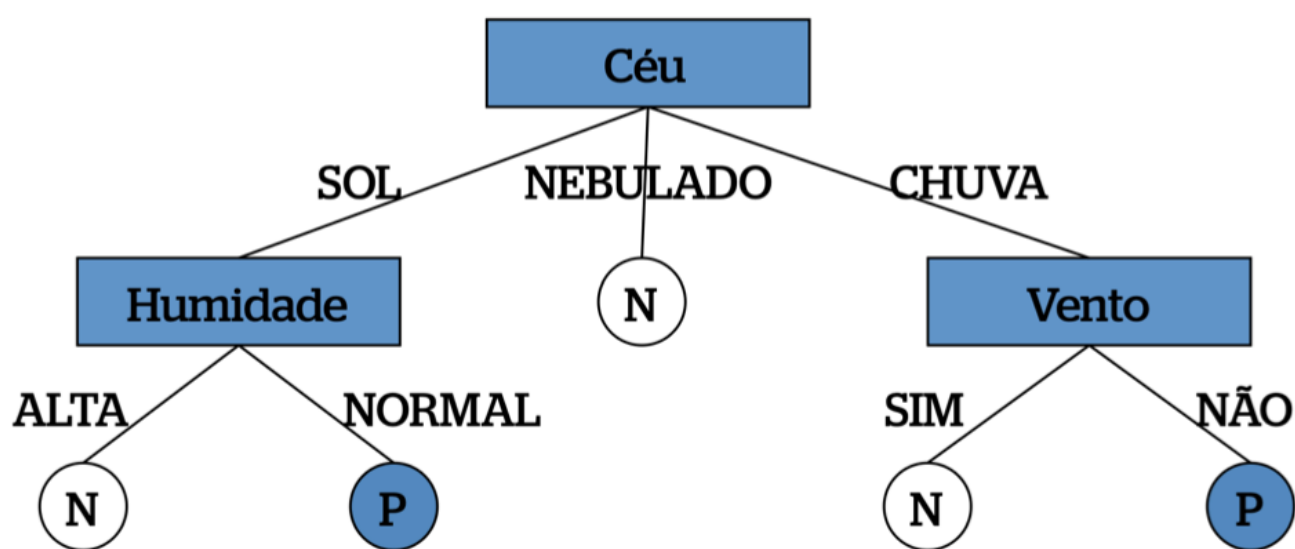 Céu
SOL NEBULADO CHUVA
Humidade N Vento
ALTA NORMAL SIM NÃO
N P N P